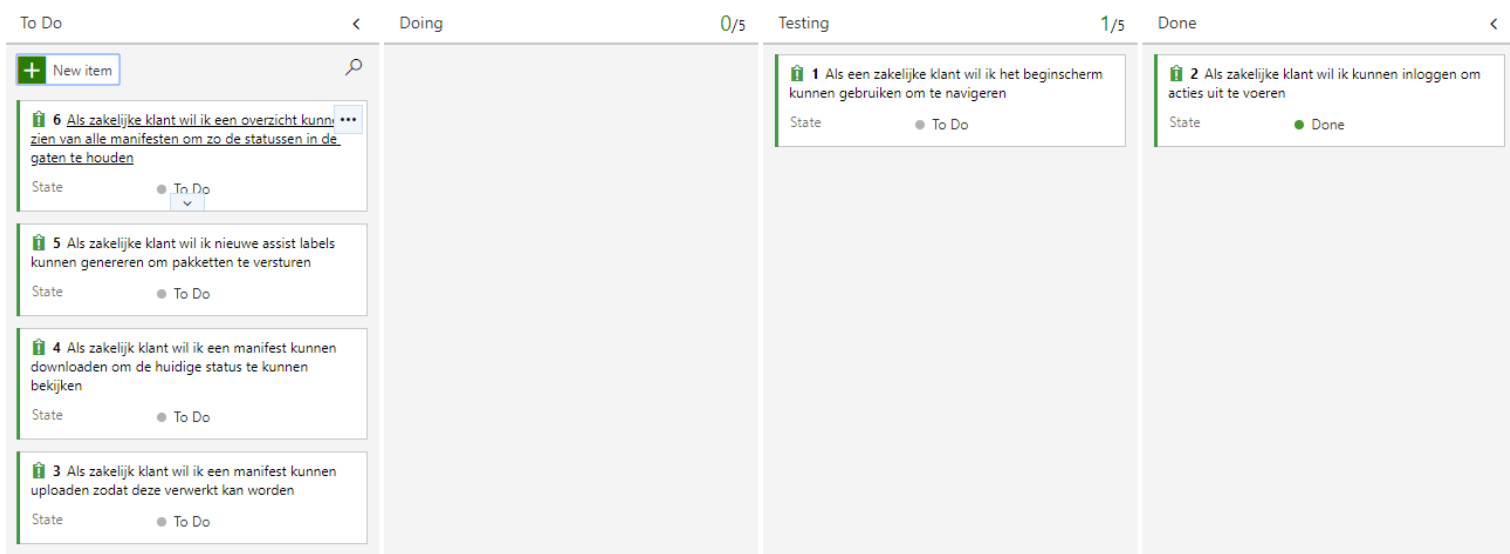 To Do
New item
6 Als zakelijke klant wil ik een overzicht
zien van alle manifesten om zo de statussen in de
gaten te houden
State To Do
5 Als zakelijke klant wil ik nieuwe assist labels
kunnen genereren om pakketten te versturen
State To Do
4 Als zakelijk klant wil ik een manifest kunnen
downloaden om de huidige status te kunnen
bekijken
State To Do
3 Als zakelijk klant wil ik een manifest kunnen
uploaden zodat deze verwerkt kan worden
State To Do
Doing 0/5
Testing 1/5
1 Als een zakelijke klant wil ik het beginscherm
kunnen gebruiken om te navigeren
State To Do
Done
2 Als zakelijke klant wil ik kunnen inloggen om
acties uit te voeren
State Done